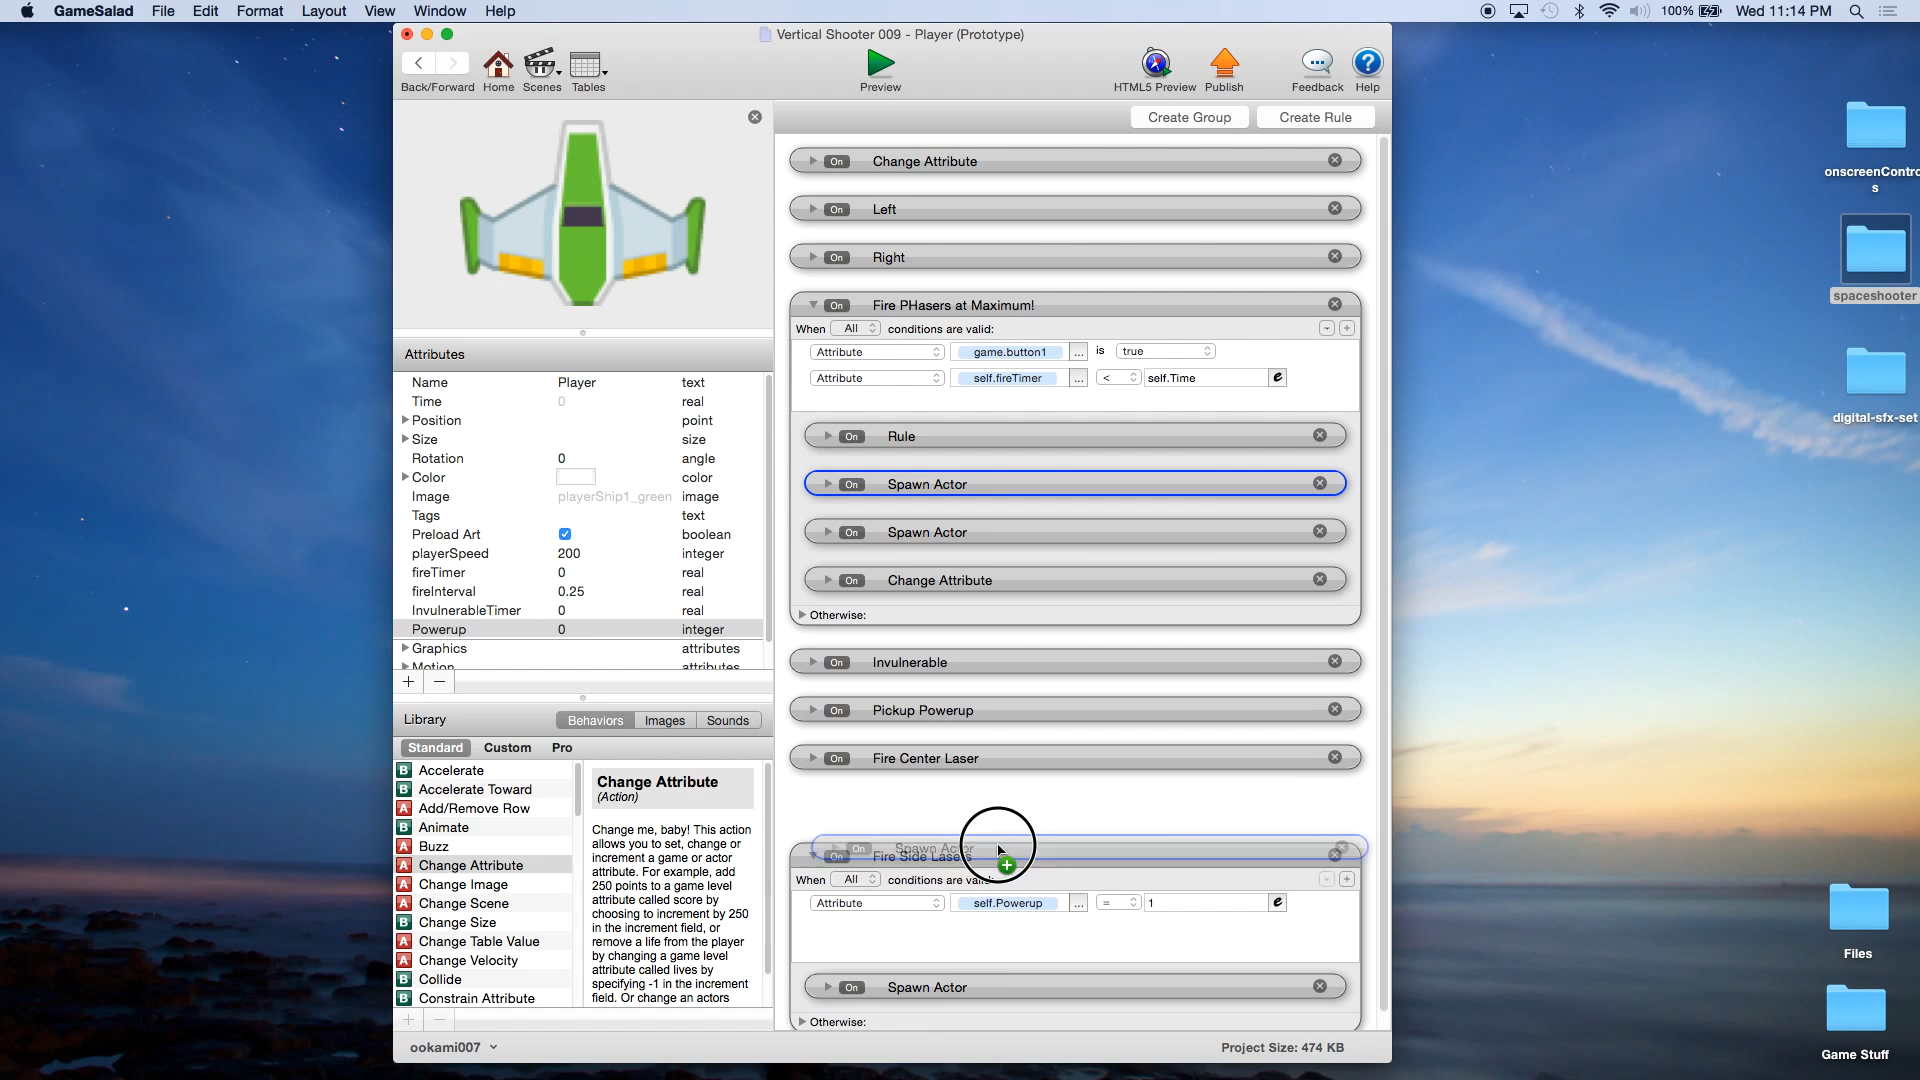 GameSalad File Edit Format Layout View Window Help
100% Wed 11:14 PM
Vertical Shooter 009 - Player (Prototype)
Back/Forward Home Scenes Tables Preview HTML5 Preview Publish Feedback Help
Create Group Create Rule
On Change Attribute
On Left
On Right
On Fire PHasers at Maximum!
When All conditions are valid:
Attribute game.button1 ... is true
Attribute self.fireTimer ... < self.Time e
On Rule
On Spawn Actor
On Spawn Actor
On Change Attribute
Otherwise:
On Invulnerable
On Pickup Powerup
On Fire Center Laser
On Spawn Actor
On Fire Side Lasers
When All conditions are valid:
Attribute self.Powerup ... = 1 e
On Spawn Actor
Otherwise:
Attributes
Name Player text
Time 0 real
Position point
Size size
Rotation 0 angle
Color color
Image playerShip1_green image
Tags text
Preload Art boolean
playerSpeed 200 integer
fireTimer 0 real
fireInterval 0.25 real
InvulnerableTimer 0 real
Powerup 0 integer
Graphics attributes
Motion attributes
Library Behaviors Images Sounds
Standard Custom Pro
B Accelerate
B Accelerate Toward
A Add/Remove Row
B Animate
A Buzz
A Change Attribute
A Change Image
A Change Scene
B Change Size
A Change Table Value
A Change Velocity
B Collide
B Constrain Attribute
Change Attribute
(Action)
Change me, baby! This action
allows you to set, change or
increment a game or actor
attribute. For example, add
250 points to a game level
attribute called score by
choosing to increment by 250
in the increment field, or
remove a life from the player
by changing a game level
attribute called lives by
specifying -1 in the increment
field. Or change an actors
ookami007
Project Size: 474 KB
onscreenContro
s
spaceshooter
digital-sfx-set
Files
Game Stuff